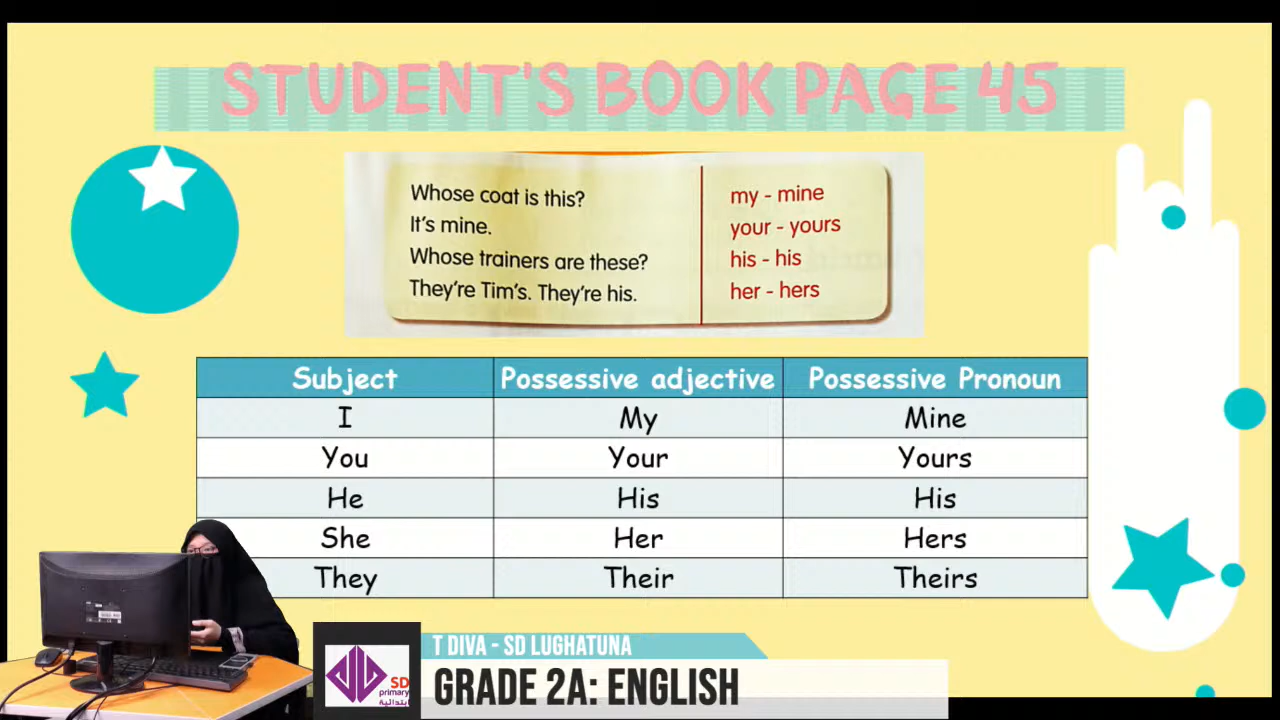 STUDENT'S BOOK PAGE 45
Whose coat is this?
It's mine.
Whose trainers are these?
They're Tim's. They're his.
my - mine
your - yours
his - his
her - hers
Subject Possessive adjective Possessive Pronoun
I My Mine
You Your Yours
He His His
She Her Hers
They Their Theirs
T DIVA - SD LUGHATUNA
GRADE 2A: ENGLISH
SD
primary
ابتدائية